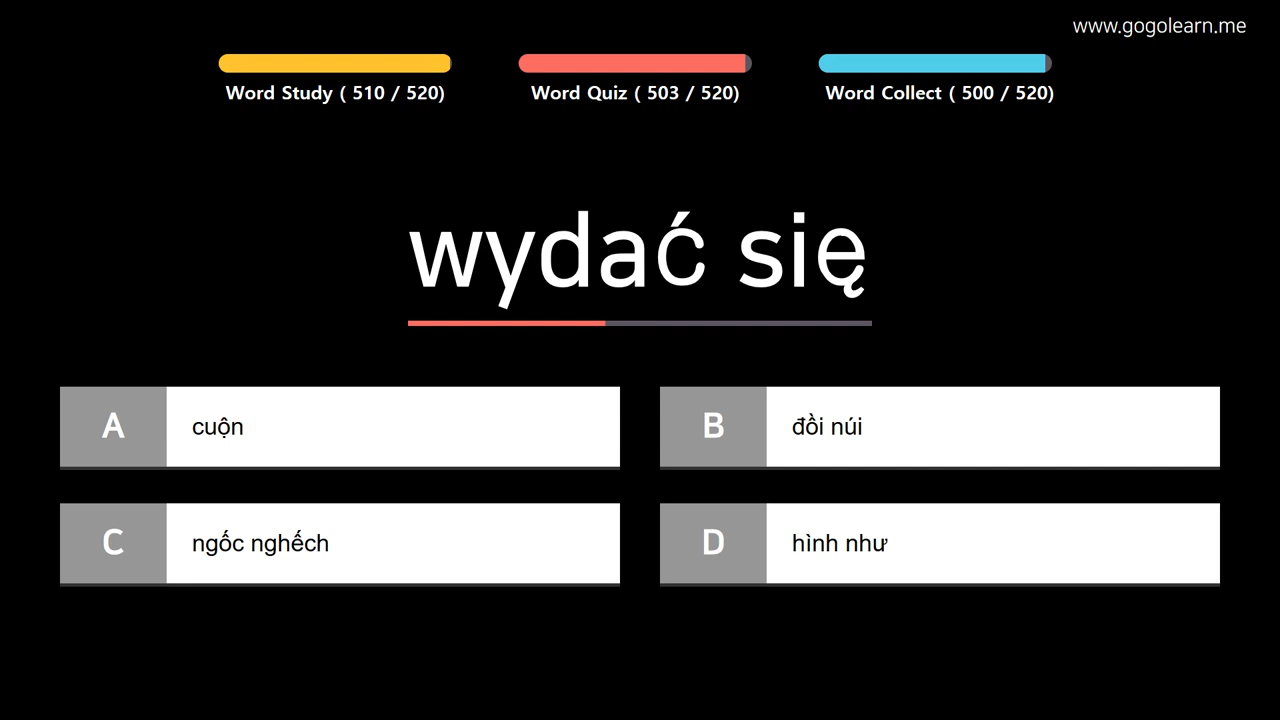 www.gogolearn.me
Word Study ( 510 / 520)
Word Quiz ( 503 / 520)
Word Collect ( 500 / 520)
wydać się
A
cuộn
B
đồi núi
C
ngốc nghếch
D
hình như